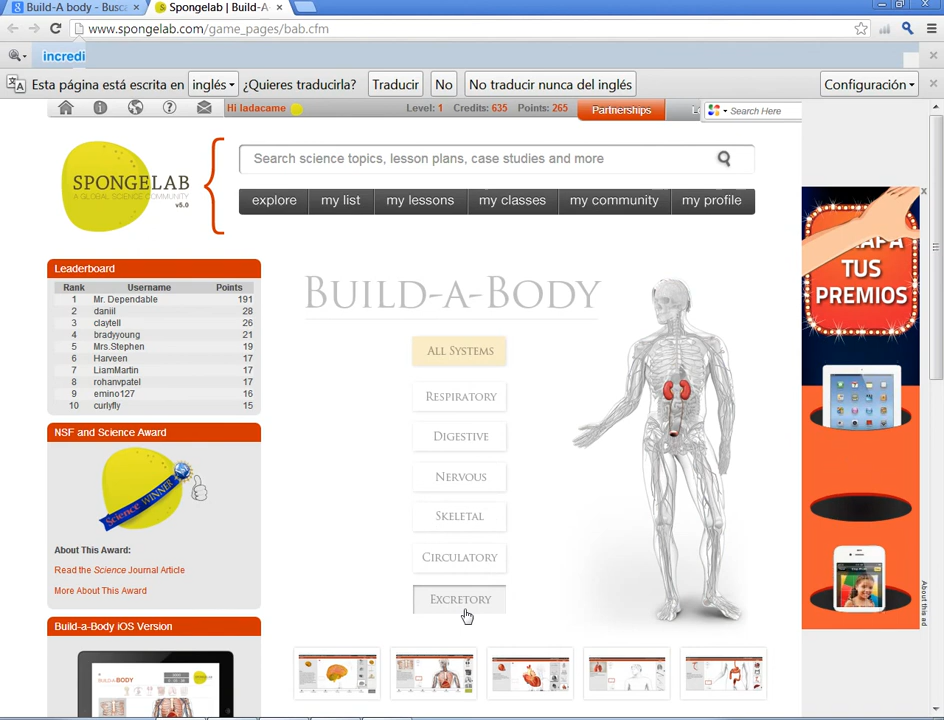 Build-A body - Busca
Spongelab | Build-A-
www.spongelab.com/game_pages/bab.cfm
incredi
Esta página está escrita en inglés ¿Quieres traducirla? Traducir No No traducir nunca del inglés Configuración
Hi ladacame Level: 1 Credits: 635 Points: 265 Partnerships Search Here
SPONGELAB
A GLOBAL SCIENCE COMMUNITY
v5.0
Search science topics, lesson plans, case studies and more
explore my list my lessons my classes my community my profile
Leaderboard
Rank Username Points
1 Mr. Dependable 191
2 daniil 28
3 claytell 26
4 bradyyoung 21
5 Mrs.Stephen 19
6 Harveen 17
7 LiamMartin 17
8 rohanvpatel 17
9 emino127 16
10 curlyfly 15
NSF and Science Award
Science WINNER
About This Award:
Read the Science Journal Article
More About This Award
Build-a-Body iOS Version
BUILD-A-BODY
BUILD-A-BODY
ALL SYSTEMS
RESPIRATORY
DIGESTIVE
NERVOUS
SKELETAL
CIRCULATORY
EXCRETORY
TUS
PREMIOS
About this ad